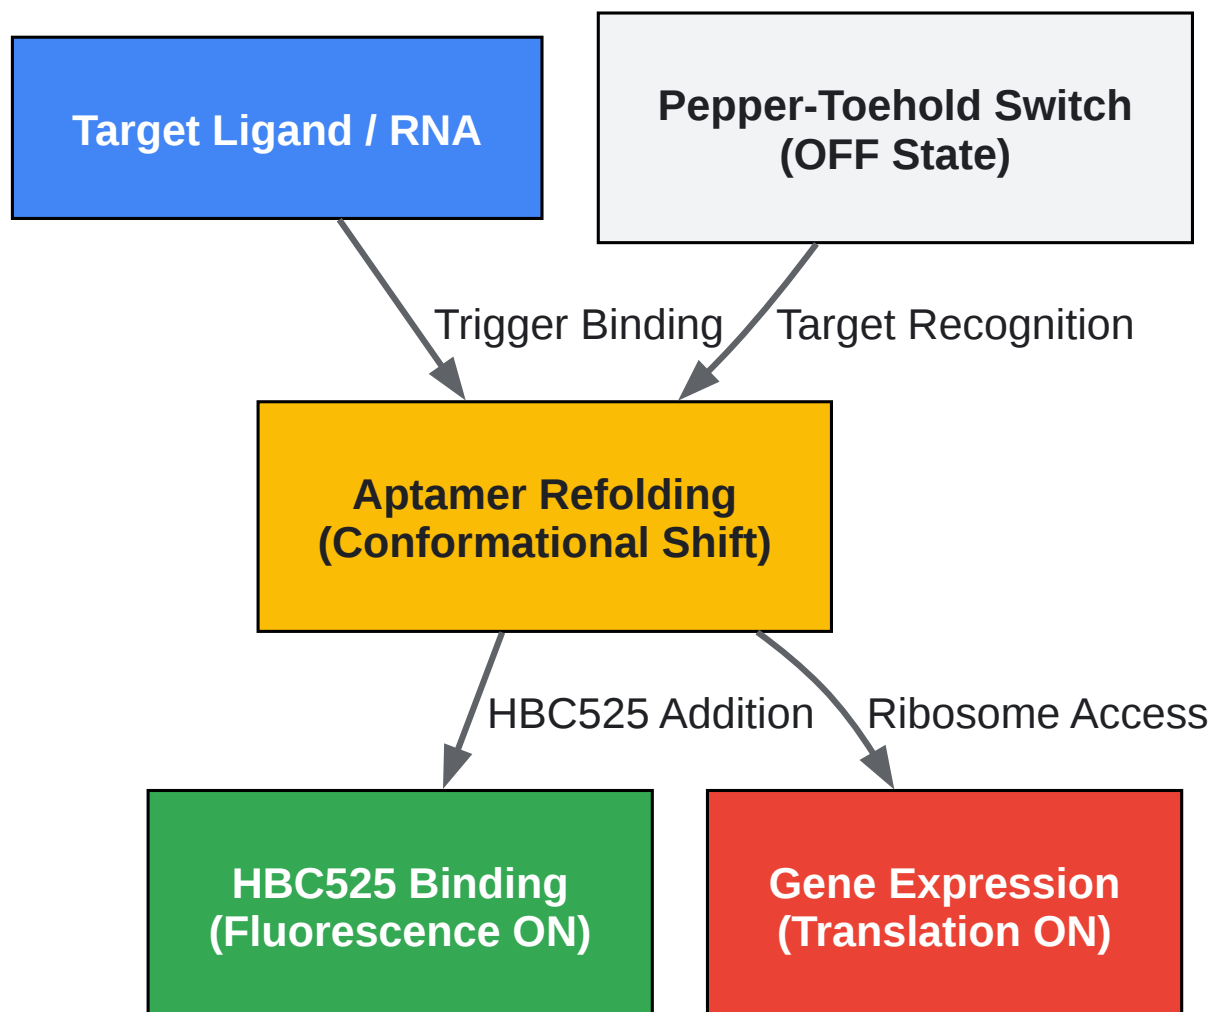 Target Ligand / RNA
Pepper-Toehold Switch
(OFF State)
Trigger Binding
Target Recognition
Aptamer Refolding
(Conformational Shift)
HBC525 Addition
Ribosome Access
HBC525 Binding
(Fluorescence ON)
Gene Expression
(Translation ON)